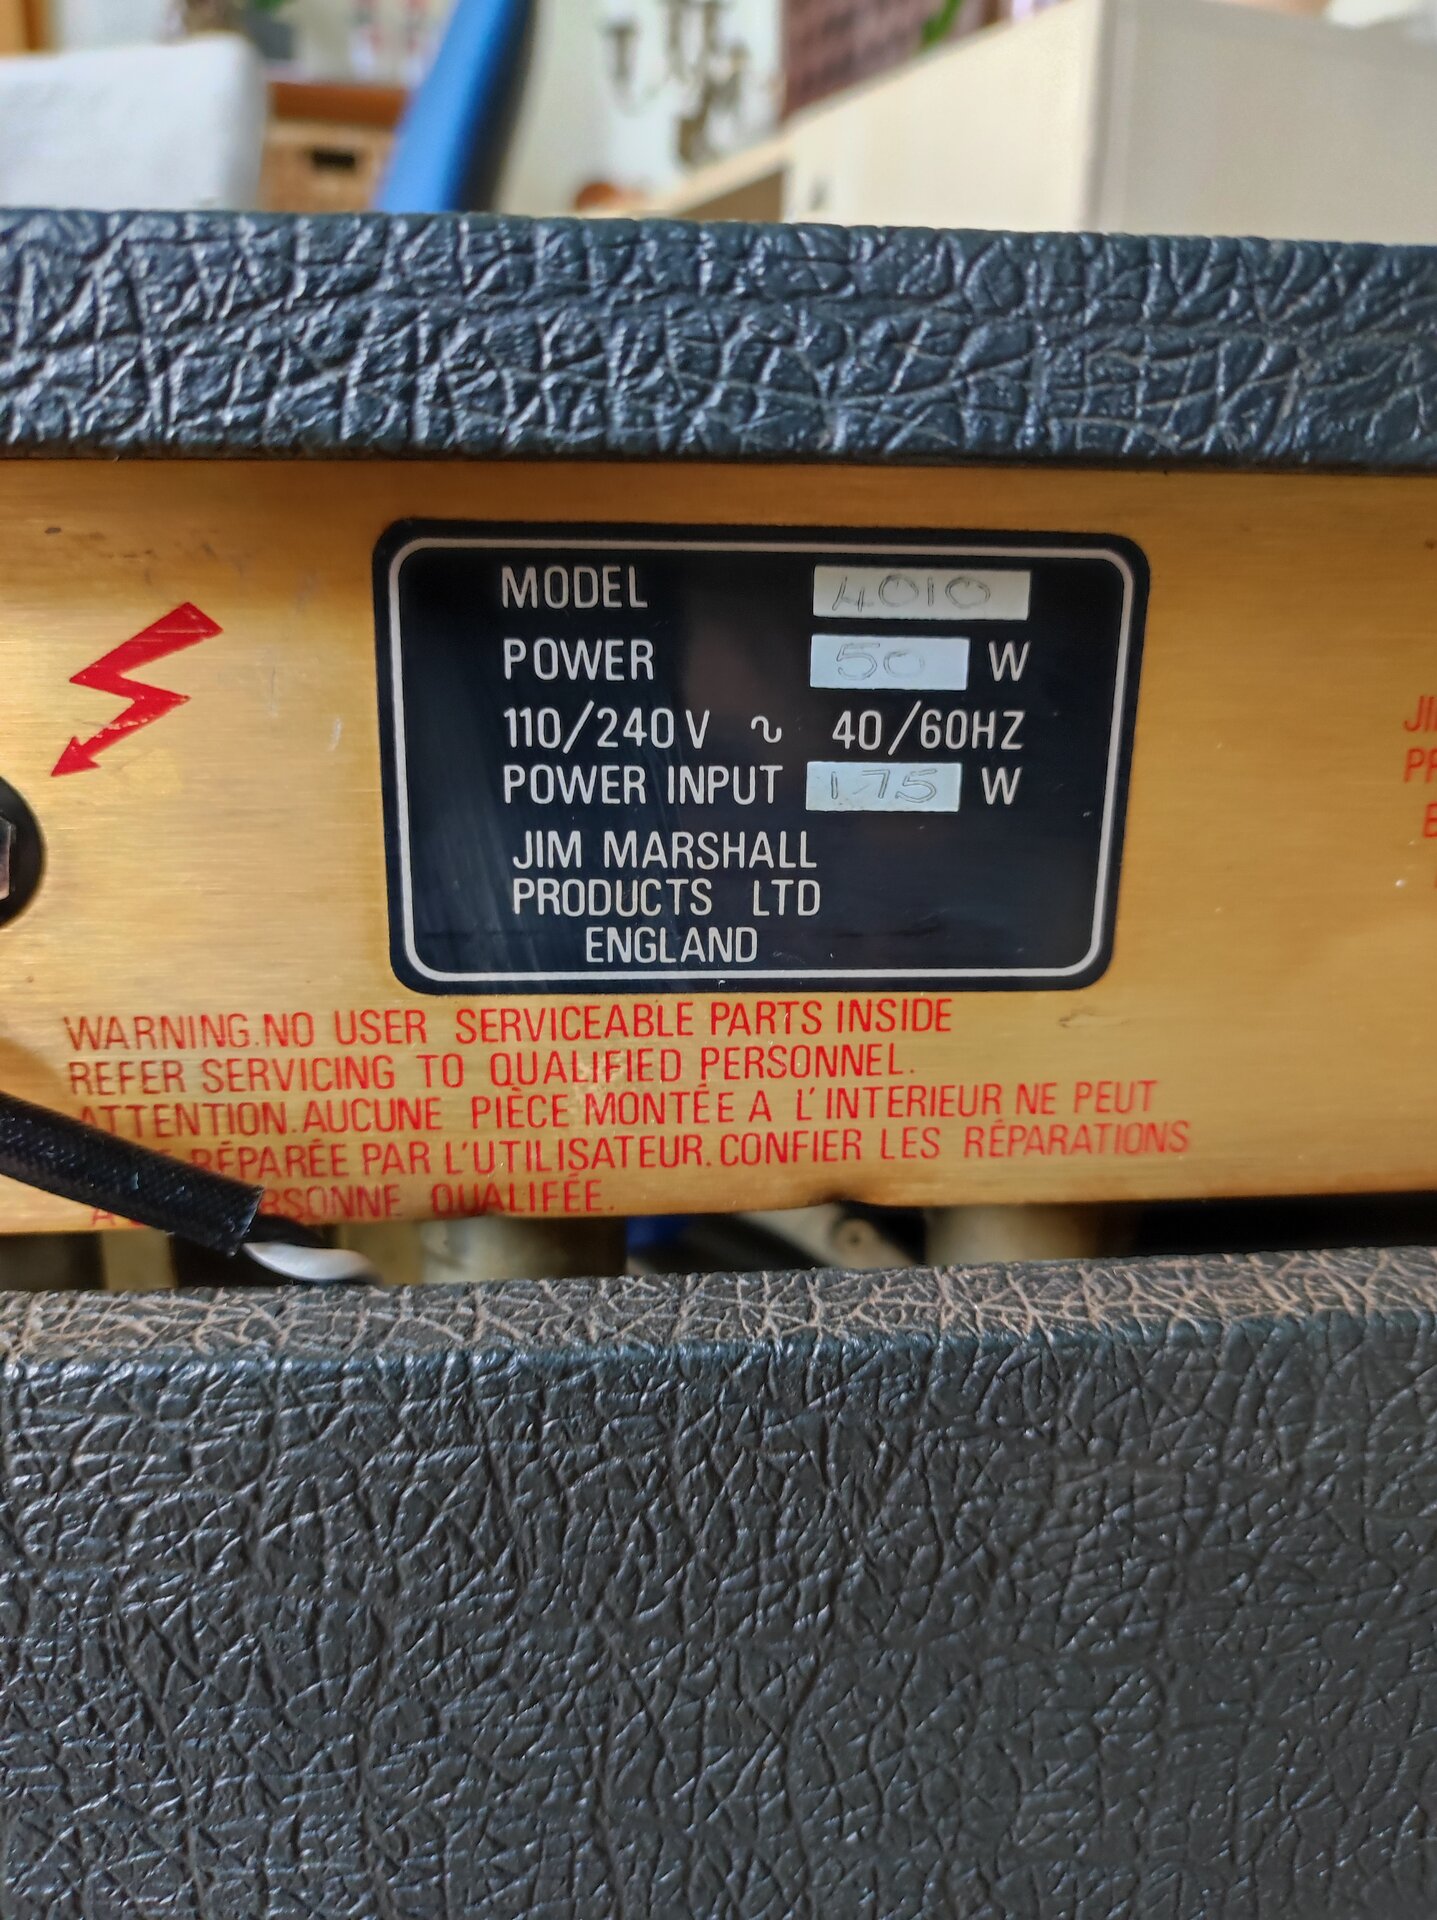 MODEL 4010
POWER 50 W
110/240V ~ 40/60HZ
POWER INPUT 175 W
JIM MARSHALL
PRODUCTS LTD
ENGLAND
WARNING.NO USER SERVICEABLE PARTS INSIDE
REFER SERVICING TO QUALIFIED PERSONNEL.
ATTENTION.AUCUNE PIÈCE MONTÉE A L'INTERIEUR NE PEUT
RÉPARÉE PAR L'UTILISATEUR.CONFIER LES RÉPARATIONS
QUALIFÉE.